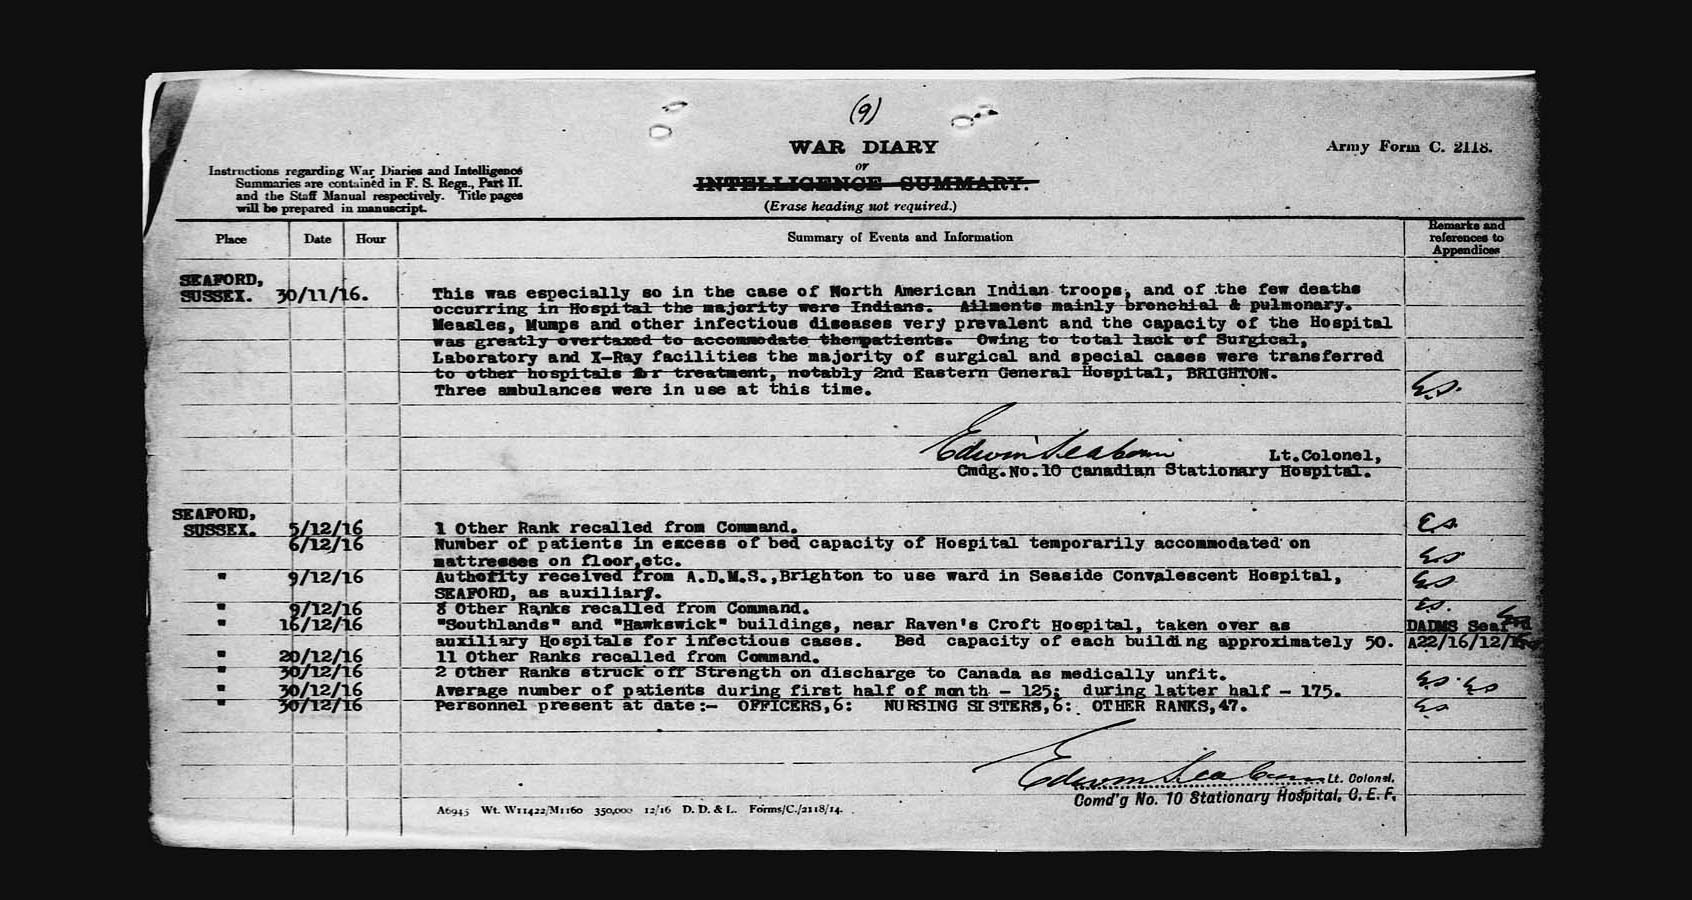 (9)
WAR DIARY
or
INTELLIGENCE SUMMARY.
(Erase heading not required.)
Army Form C. 2118.
Instructions regarding War Diaries and Intelligence
Summaries are contained in F. S. Regs., Part II.
and the Staff Manual respectively. Title pages
will be prepared in manuscript.
Place Date Hour Summary of Events and Information Remarks and references to Appendices
SEAFORD,
SUSSEX. 30/11/16. This was especially so in the case of North American Indian troops, and of the few deaths
occurring in Hospital the majority were Indians. Ailments mainly bronchial & pulmonary.
Measles, Mumps and other infectious diseases very prevalent and the capacity of the Hospital
was greatly overtaxed to accommodate the patients. Owing to total lack of Surgical,
Laboratory and X-Ray facilities the majority of surgical and special cases were transferred
to other hospitals for treatment, notably 2nd Eastern General Hospital, BRIGHTON.
Three ambulances were in use at this time. E.S.
Edwin Seaborn Lt.Colonel,
Cmdg.No.10 Canadian Stationary Hospital.
SEAFORD,
SUSSEX. 5/12/16 1 Other Rank recalled from Command. E.S.
6/12/16 Number of patients in excess of bed capacity of Hospital temporarily accommodated on
mattresses on floor,etc. E.S.
" 9/12/16 Authority received from A.D.M.S.,Brighton to use ward in Seaside Convalescent Hospital, E.S.
SEAFORD, as auxiliary.
" 9/12/16 8 Other Ranks recalled from Command. E.S.
" 16/12/16 "Southlands" and "Hawkswick" buildings, near Raven's Croft Hospital, taken over as DADMS Seaford
auxiliary Hospitals for infectious cases. Bed capacity of each building approximately 50. A22/16/12/16
" 20/12/16 11 Other Ranks recalled from Command.
" 30/12/16 2 Other Ranks struck off Strength on discharge to Canada as medically unfit. E.S. E.S.
" 30/12/16 Average number of patients during first half of month - 125; during latter half - 175.
" 30/12/16 Personnel present at date:- OFFICERS,6: NURSING SISTERS,6: OTHER RANKS,47. E.S.
Edwin Seaborn Lt. Colonel.
Comd'g No. 10 Stationary Hospital, C. E. F.
A6945 Wt. W11422/M1160 350,000 12/16 D. D. & L. Forms/C./2118/14.